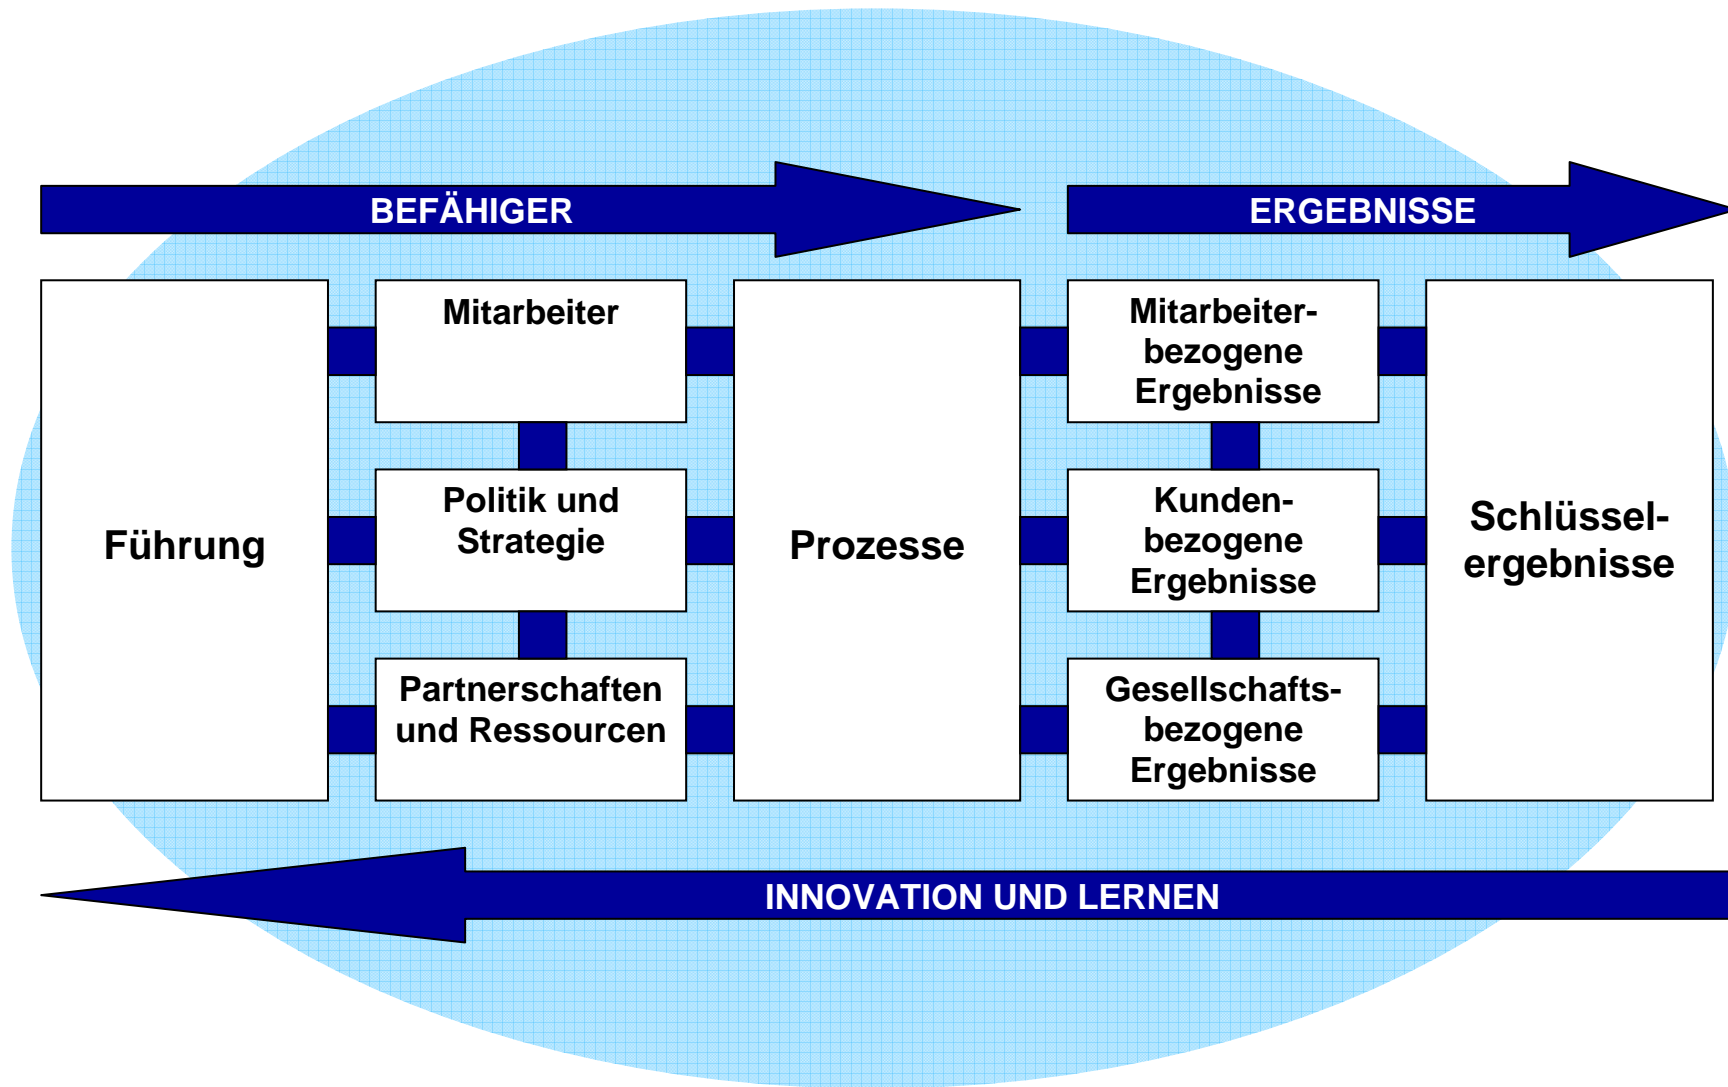 BEFÄHIGER
ERGEBNISSE
Führung
Mitarbeiter
Politik und
Strategie
Partnerschaften
und Ressourcen
Prozesse
Mitarbeiter-
bezogene
Ergebnisse
Kunden-
bezogene
Ergebnisse
Gesellschafts-
bezogene
Ergebnisse
Schlüssel-
ergebnisse
INNOVATION UND LERNEN